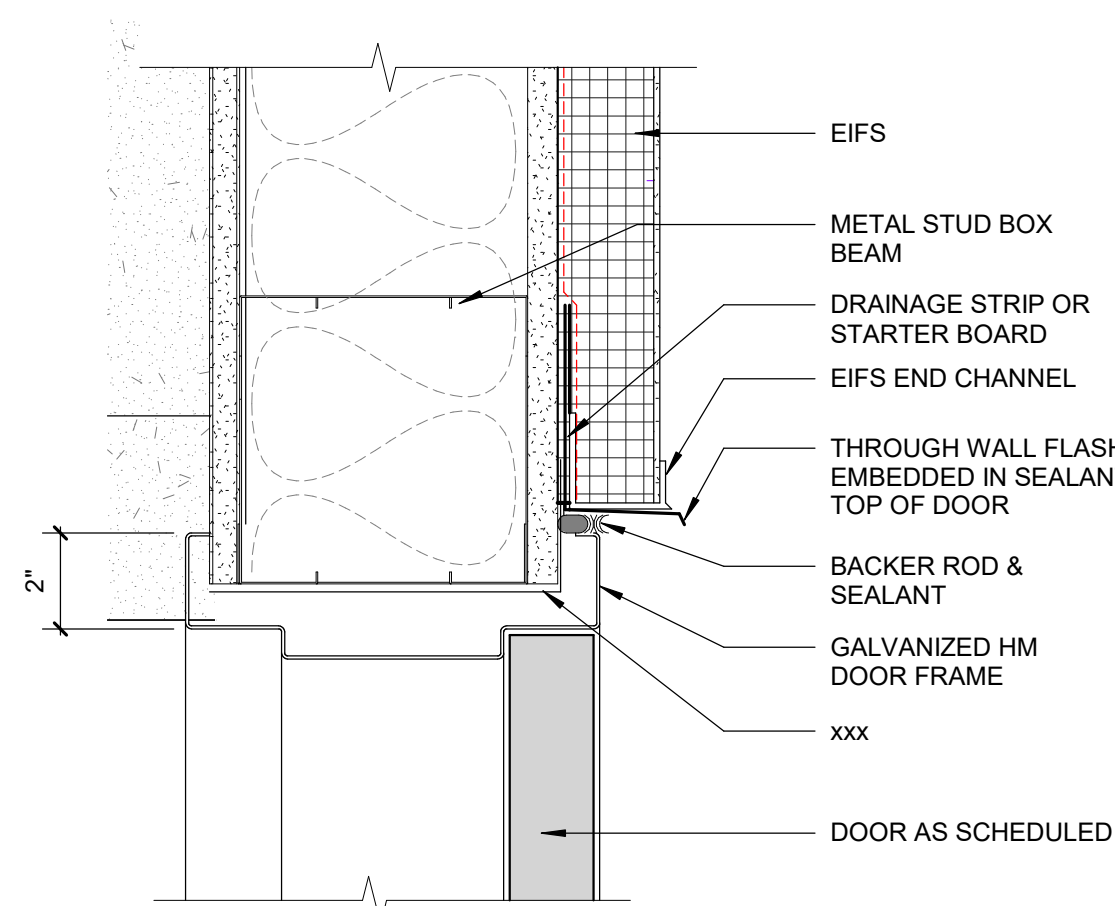 EIFS
METAL STUD BOX
BEAM
DRAINAGE STRIP OR
STARTER BOARD
EIFS END CHANNEL
THROUGH WALL FLASH
EMBEDDED IN SEALAN
TOP OF DOOR
BACKER ROD &
SEALANT
GALVANIZED HM
DOOR FRAME
xxx
DOOR AS SCHEDULED
2"